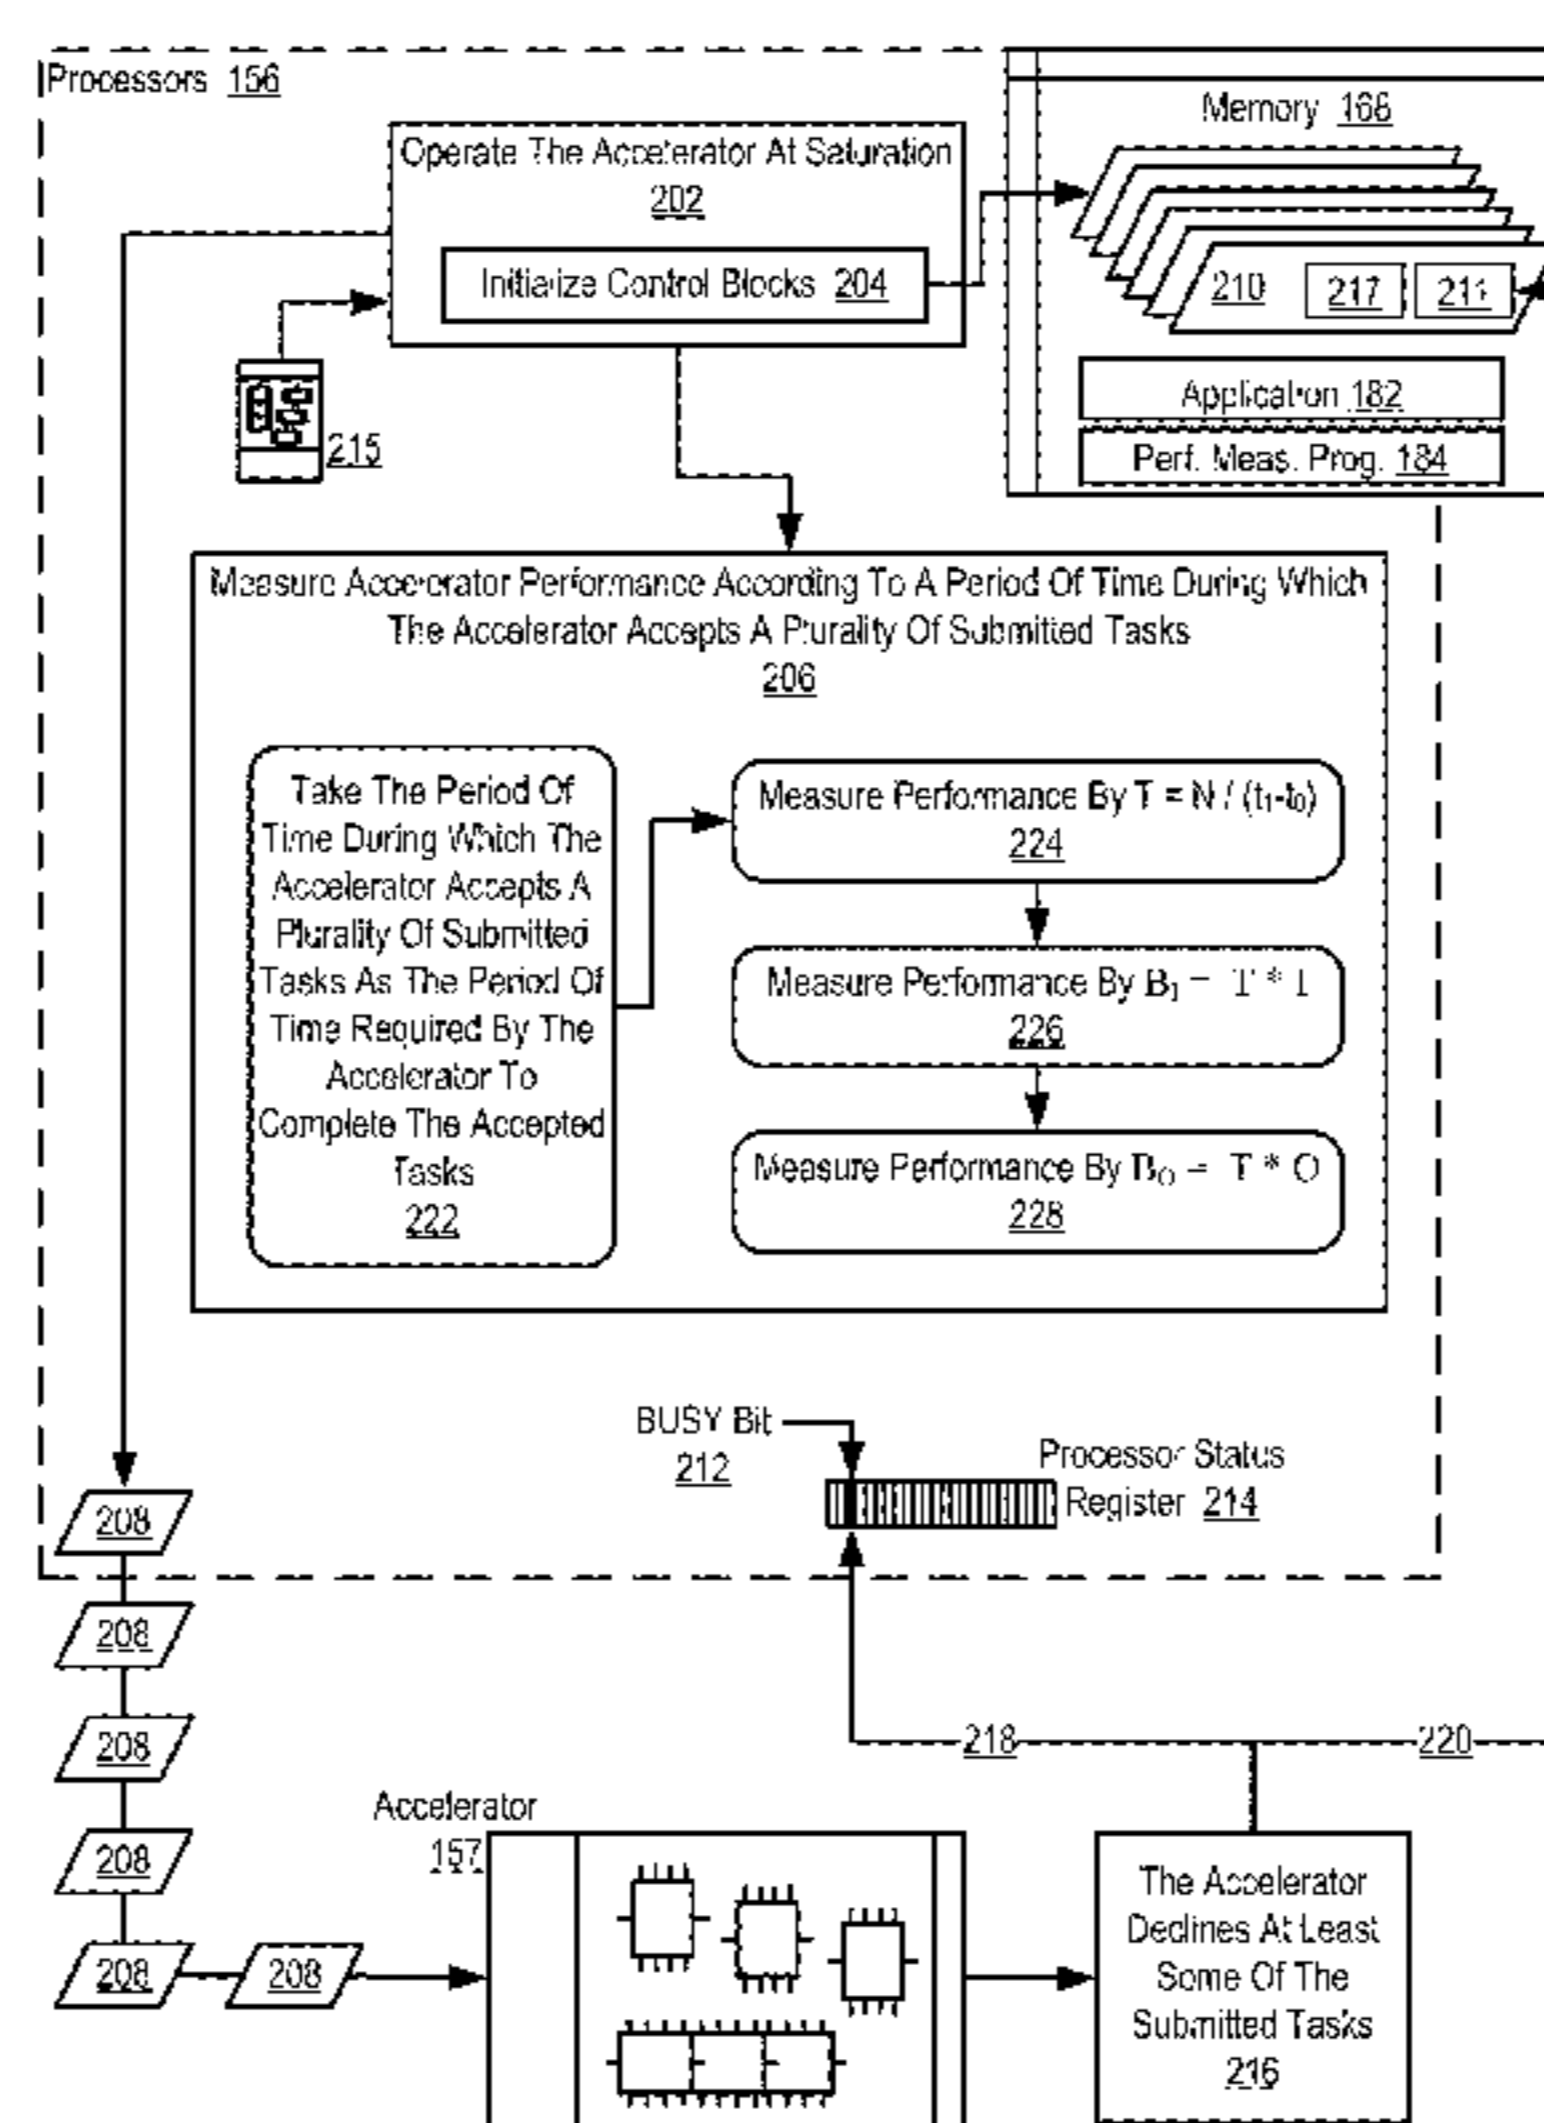 Processors 156
Memory 168
Operate The Accelerator At Saturation
202
Initialize Control Blocks 204
210
217
211
Application 182
Perf. Meas. Prog. 184
215
Measure Accelerator Performance According To A Period Of Time During Which
The Accelerator Accepts A Plurality Of Submitted Tasks
206
Take The Period Of
Time During Which The
Accelerator Accepts A
Plurality Of Submitted
Tasks As The Period Of
Time Required By The
Accelerator To
Complete The Accepted
Tasks
222
Measure Performance By T = N / (t₁-t₀)
224
Measure Performance By B_I = T * I
226
Measure Performance By B_O = T * O
228
BUSY Bit
212
Processor Status
Register 214
208
208
208
208
208
208
218
220
Accelerator
157
The Accelerator
Declines At Least
Some Of The
Submitted Tasks
216